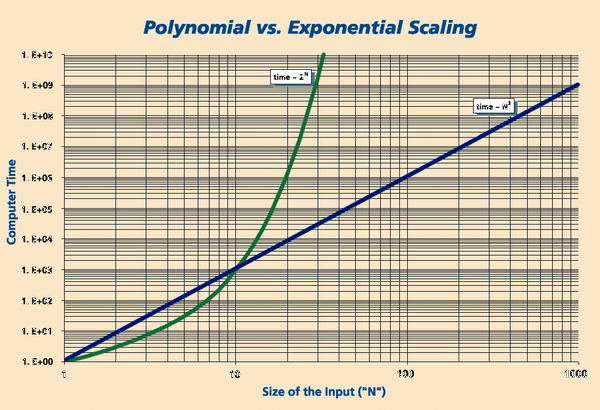 Polynomial vs. Exponential Scaling
1. E+10
time ~ 2^N
1. E+09
time ~ N^3
1. E+08
1. E+07
1. E+06
1. E+05
1. E+04
1. E+03
1. E+02
1. E+01
1. E+00
Computer Time
1 10 100 1000
Size of the Input ("N")